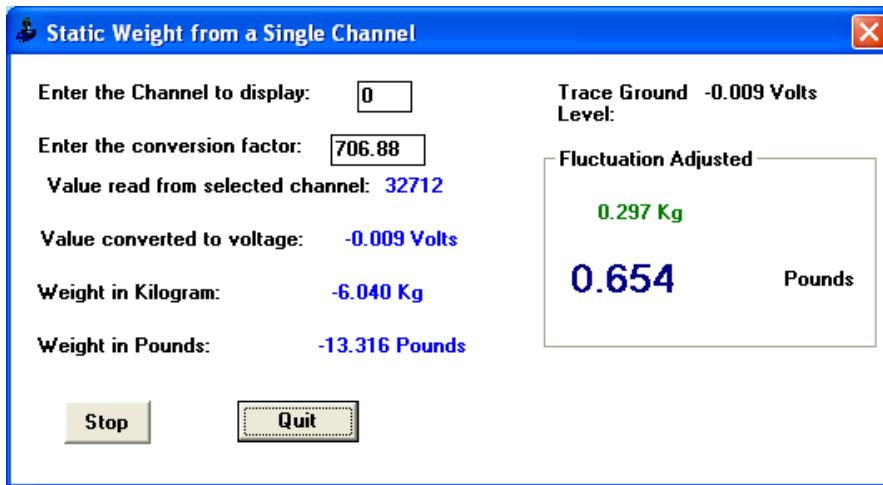 Static Weight from a Single Channel
Enter the Channel to display: 0
Enter the conversion factor: 706.88
Value read from selected channel: 32712
Value converted to voltage: -0.009 Volts
Weight in Kilogram: -6.040 Kg
Weight in Pounds: -13.316 Pounds
Stop Quit
Trace Ground -0.009 Volts
Level:
Fluctuation Adjusted
0.297 Kg
0.654 Pounds